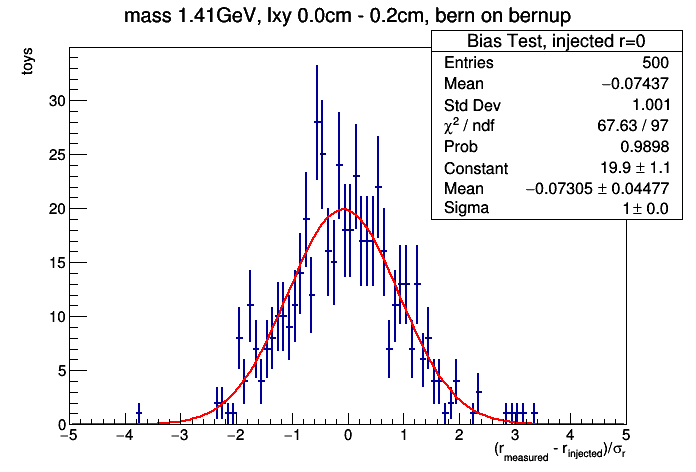 mass 1.41GeV, lxy 0.0cm - 0.2cm, bern on bernup
Bias Test, injected r=0
Entries 500
Mean −0.07437
Std Dev 1.001
χ² / ndf 67.63 / 97
Prob 0.9898
Constant 19.9 ± 1.1
Mean −0.07305 ± 0.04477
Sigma 1 ± 0.0
toys
30
25
20
15
10
5
0
−5 −4 −3 −2 −1 0 1 2 3 4 5
(r_measured - r_injected)/σ_r